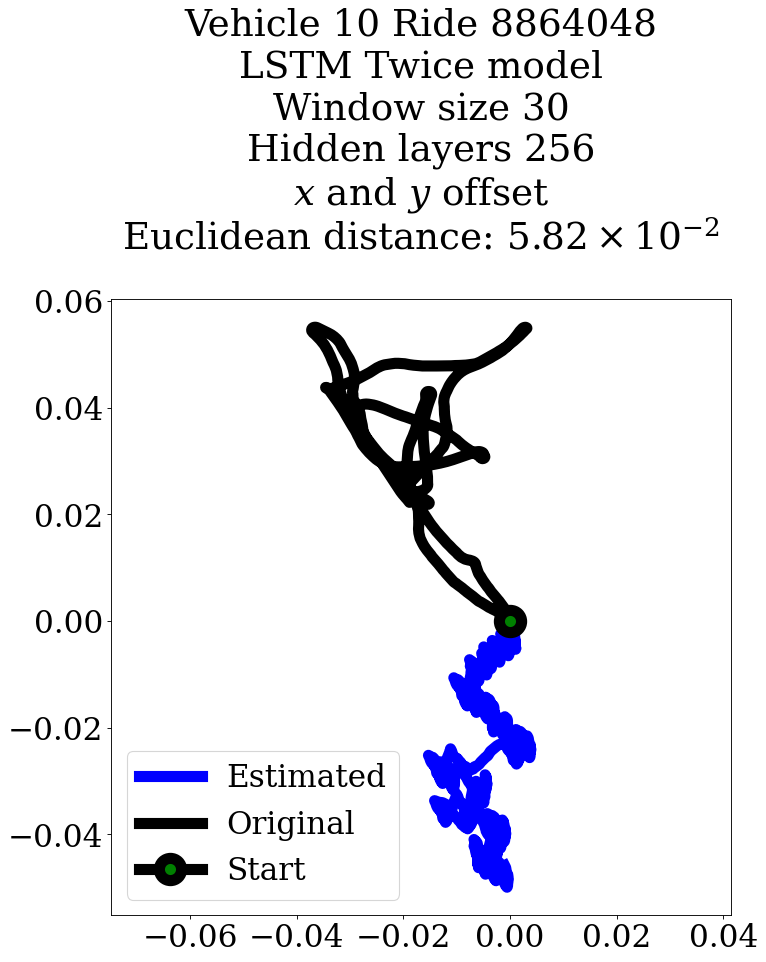 Vehicle 10 Ride 8864048
LSTM Twice model
Window size 30
Hidden layers 256
x and y offset
Euclidean distance: 5.82 × 10⁻²
0.06
0.04
0.02
0.00
−0.02
−0.04
Estimated
Original
Start
−0.06 −0.04 −0.02 0.00 0.02 0.04